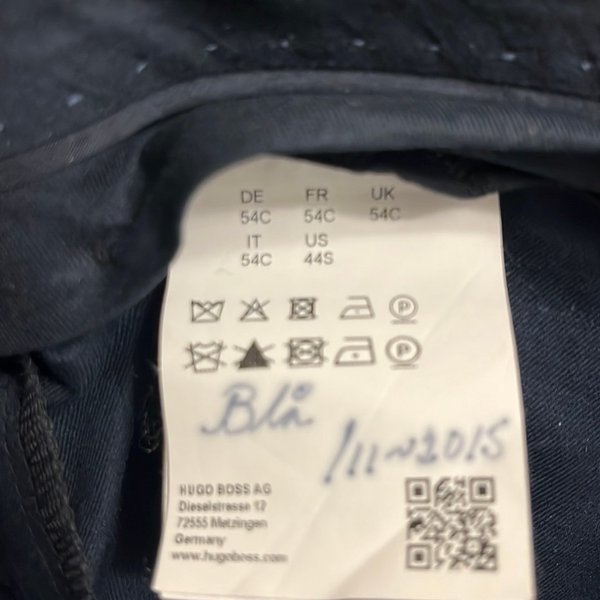 DE FR UK
54C 54C 54C
IT US
54C 44S
P
P
Blå
/11~2015
HUGO BOSS AG
Dieselstrasse 12
72555 Metzingen
Germany
www.hugoboss.com